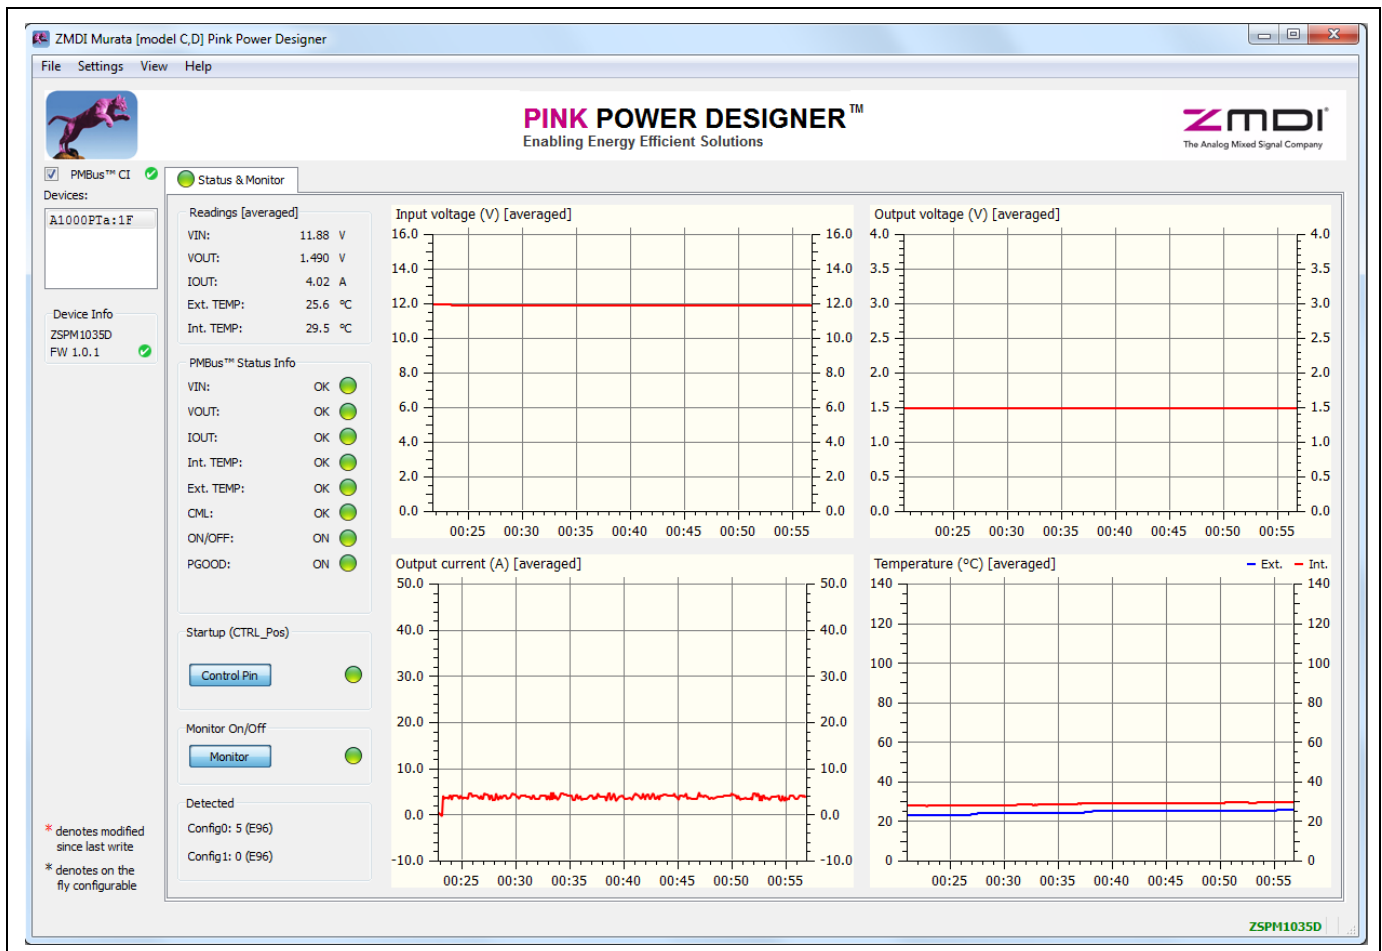 ZMDI Murata [model C,D] Pink Power Designer
File Settings View Help
PINK POWER DESIGNER™
Enabling Energy Efficient Solutions
ZMDI®
The Analog Mixed Signal Company
PMBus™ CI
Devices:
A1000PTa:1F
Device Info
ZSPM1035D
FW 1.0.1
* denotes modified
since last write
* denotes on the
fly configurable
Status & Monitor
Readings [averaged]
VIN: 11.88 V
VOUT: 1.490 V
IOUT: 4.02 A
Ext. TEMP: 25.6 °C
Int. TEMP: 29.5 °C
PMBus™ Status Info
VIN: OK
VOUT: OK
IOUT: OK
Int. TEMP: OK
Ext. TEMP: OK
CML: OK
ON/OFF: ON
PGOOD: ON
Startup (CTRL_Pos)
Control Pin
Monitor On/Off
Monitor
Detected
Config0: 5 (E96)
Config1: 0 (E96)
Input voltage (V) [averaged]
16.0 16.0
14.0 14.0
12.0 12.0
10.0 10.0
8.0 8.0
6.0 6.0
4.0 4.0
2.0 2.0
0.0 0.0
00:25 00:30 00:35 00:40 00:45 00:50 00:55
Output voltage (V) [averaged]
4.0 4.0
3.5 3.5
3.0 3.0
2.5 2.5
2.0 2.0
1.5 1.5
1.0 1.0
0.5 0.5
0.0 0.0
00:25 00:30 00:35 00:40 00:45 00:50 00:55
Output current (A) [averaged]
50.0 50.0
40.0 40.0
30.0 30.0
20.0 20.0
10.0 10.0
0.0 0.0
-10.0 -10.0
00:25 00:30 00:35 00:40 00:45 00:50 00:55
Temperature (°C) [averaged]
Ext. Int.
140 140
120 120
100 100
80 80
60 60
40 40
20 20
0 0
00:25 00:30 00:35 00:40 00:45 00:50 00:55
ZSPM1035D